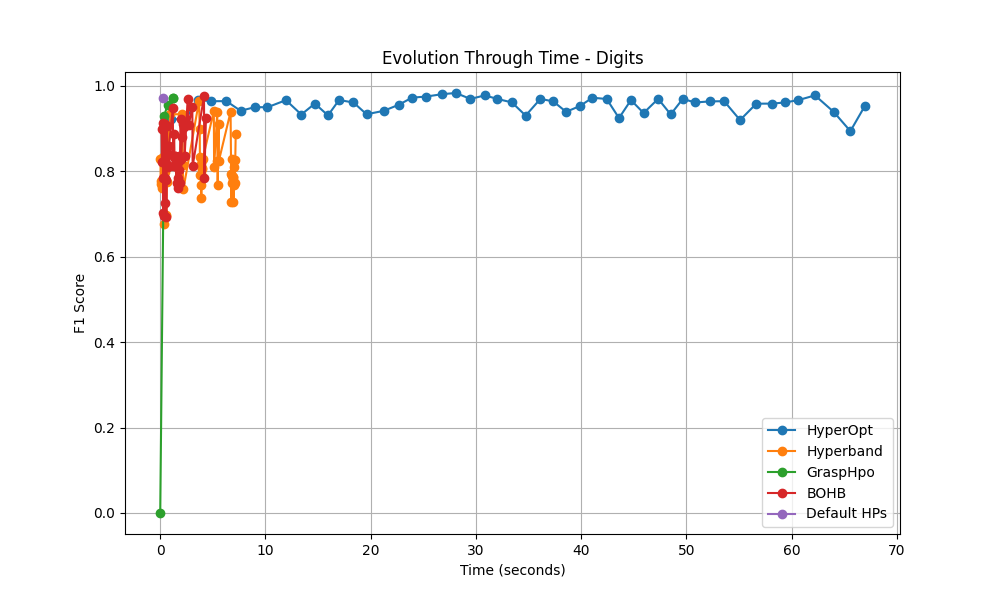 Evolution Through Time - Digits
F1 Score
1.0
0.8
0.6
0.4
0.2
0.0
0 10 20 30 40 50 60 70
Time (seconds)
HyperOpt
Hyperband
GraspHpo
BOHB
Default HPs